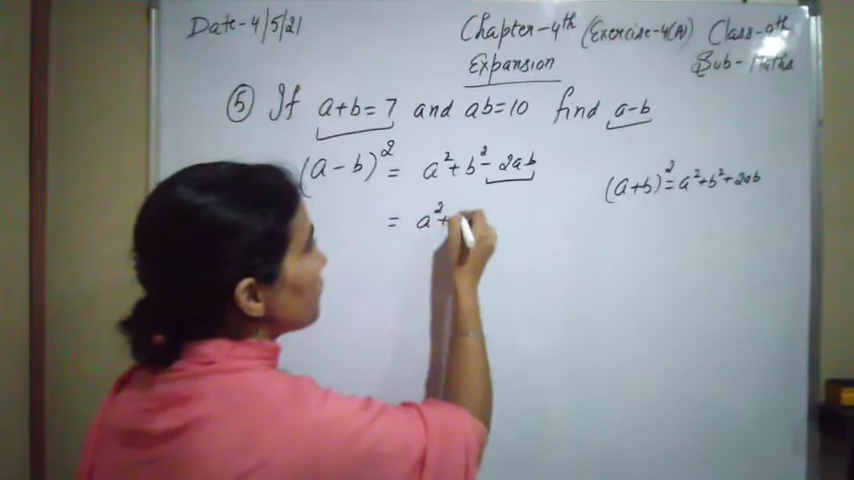 Date-4/5/21
Chapter-4th (Exercise-4(A)) Class-9th
Expansion
Sub-Maths
⑤ If a+b=7 and ab=10 find a-b
(a-b)² = a²+b²-2ab
(a+b)²=a²+b²+2ab
= a²+